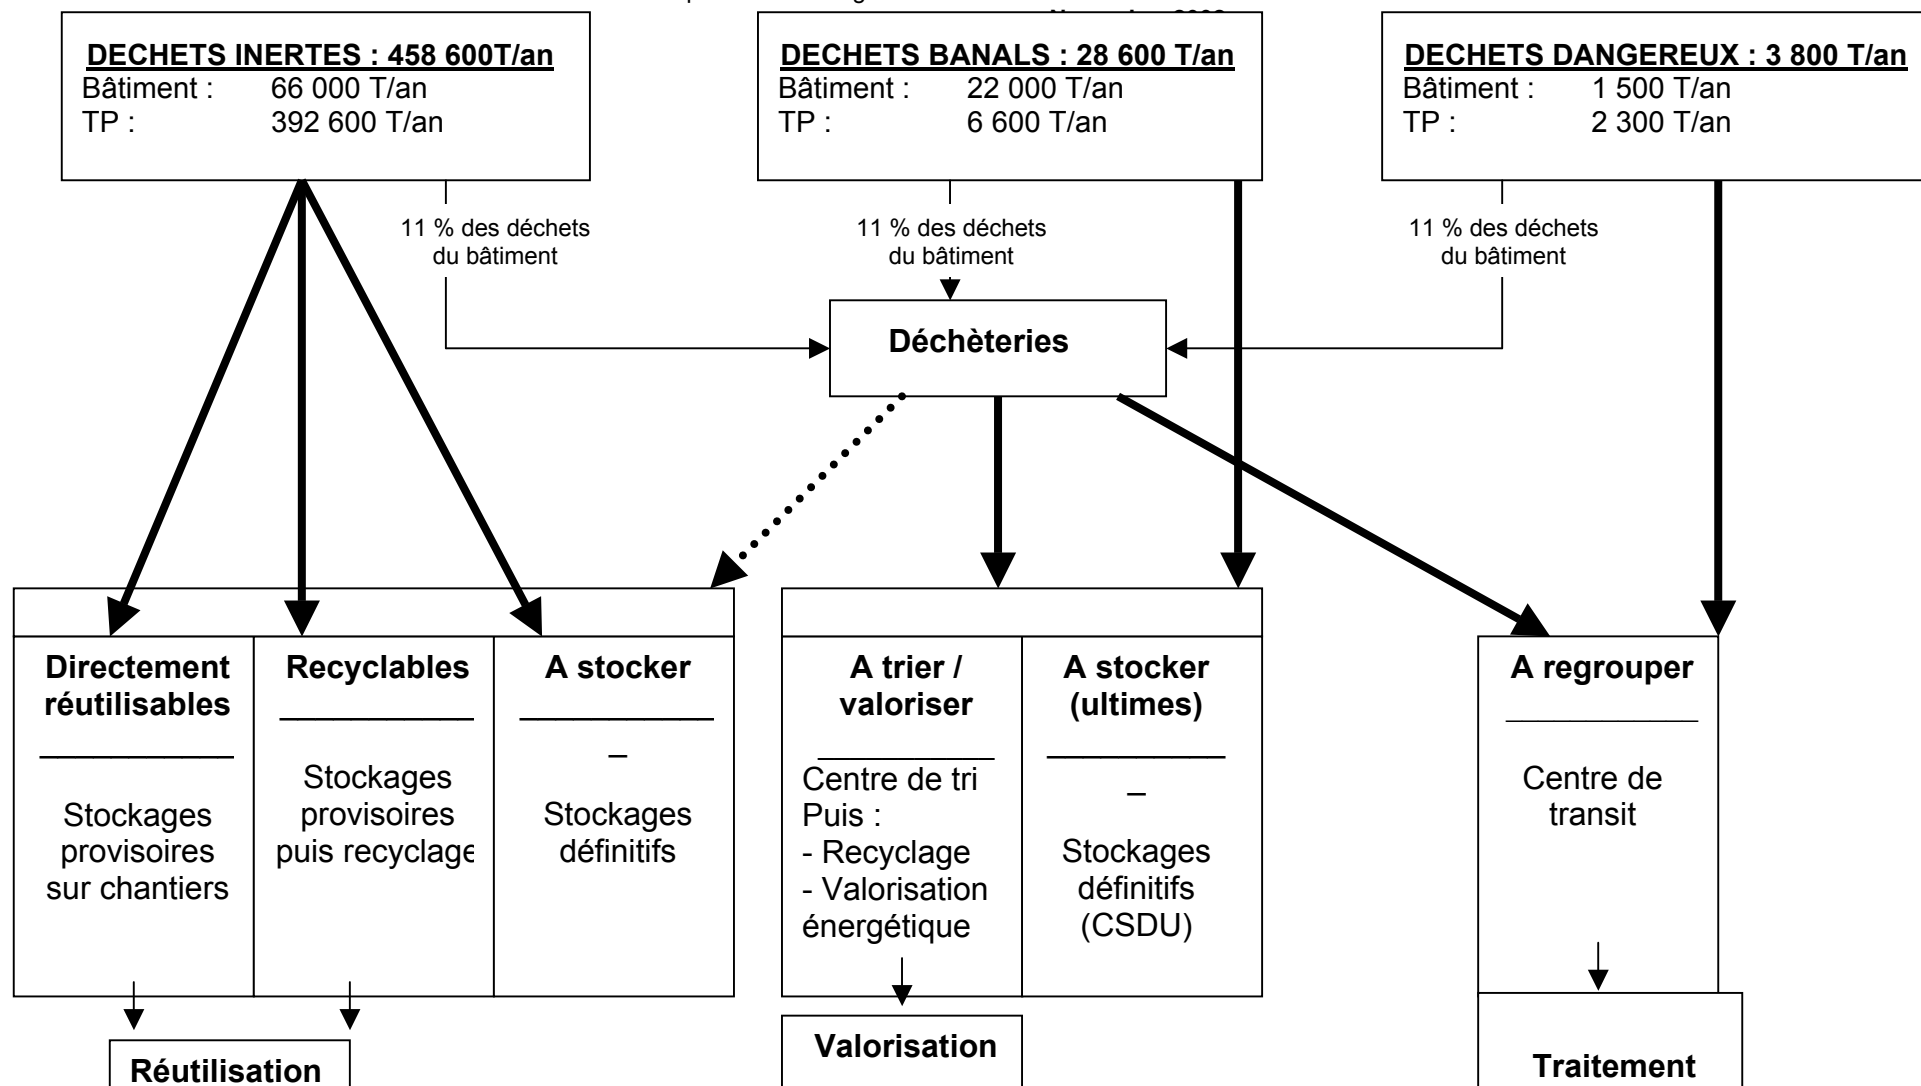 DECHETS INERTES : 458 600T/an
Bâtiment : 66 000 T/an
TP : 392 600 T/an
DECHETS BANALS : 28 600 T/an
Bâtiment : 22 000 T/an
TP : 6 600 T/an
DECHETS DANGEREUX : 3 800 T/an
Bâtiment : 1 500 T/an
TP : 2 300 T/an
11 % des déchets
du bâtiment
11 % des déchets
du bâtiment
11 % des déchets
du bâtiment
Déchèteries
Directement
réutilisables
Stockages
provisoires
sur chantiers
Recyclables
Stockages
provisoires
puis recyclage
A stocker
Stockages
définitifs
A trier /
valoriser
Centre de tri
Puis :
- Recyclage
- Valorisation
énergétique
A stocker
(ultimes)
Stockages
définitifs
(CSDU)
A regrouper
Centre de
transit
Réutilisation
Valorisation
Traitement